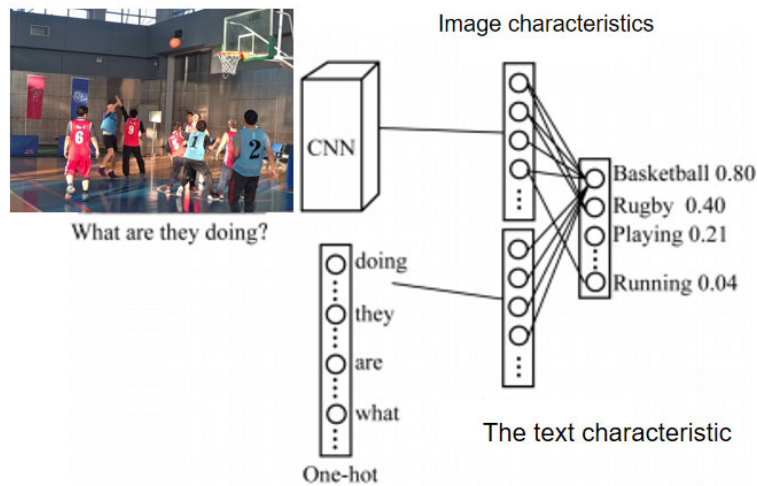 Image characteristics
6
9
1
2
CNN
Basketball 0.80
Rugby 0.40
Playing 0.21
Running 0.04
What are they doing?
doing
they
are
what
One-hot
The text characteristic